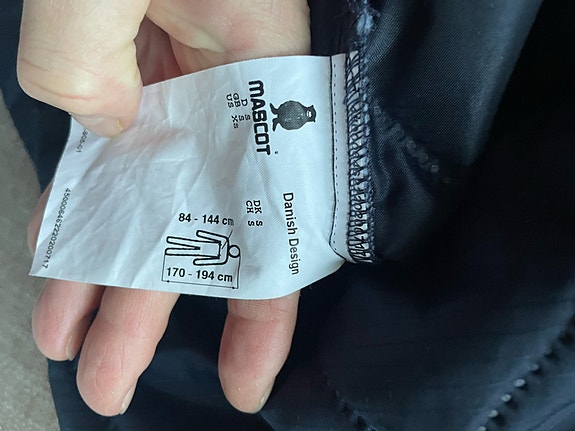 MASCOT
D S
GB S
US XS
Danish Design
DK S
CH S
84 - 144 cm
170 - 194 cm